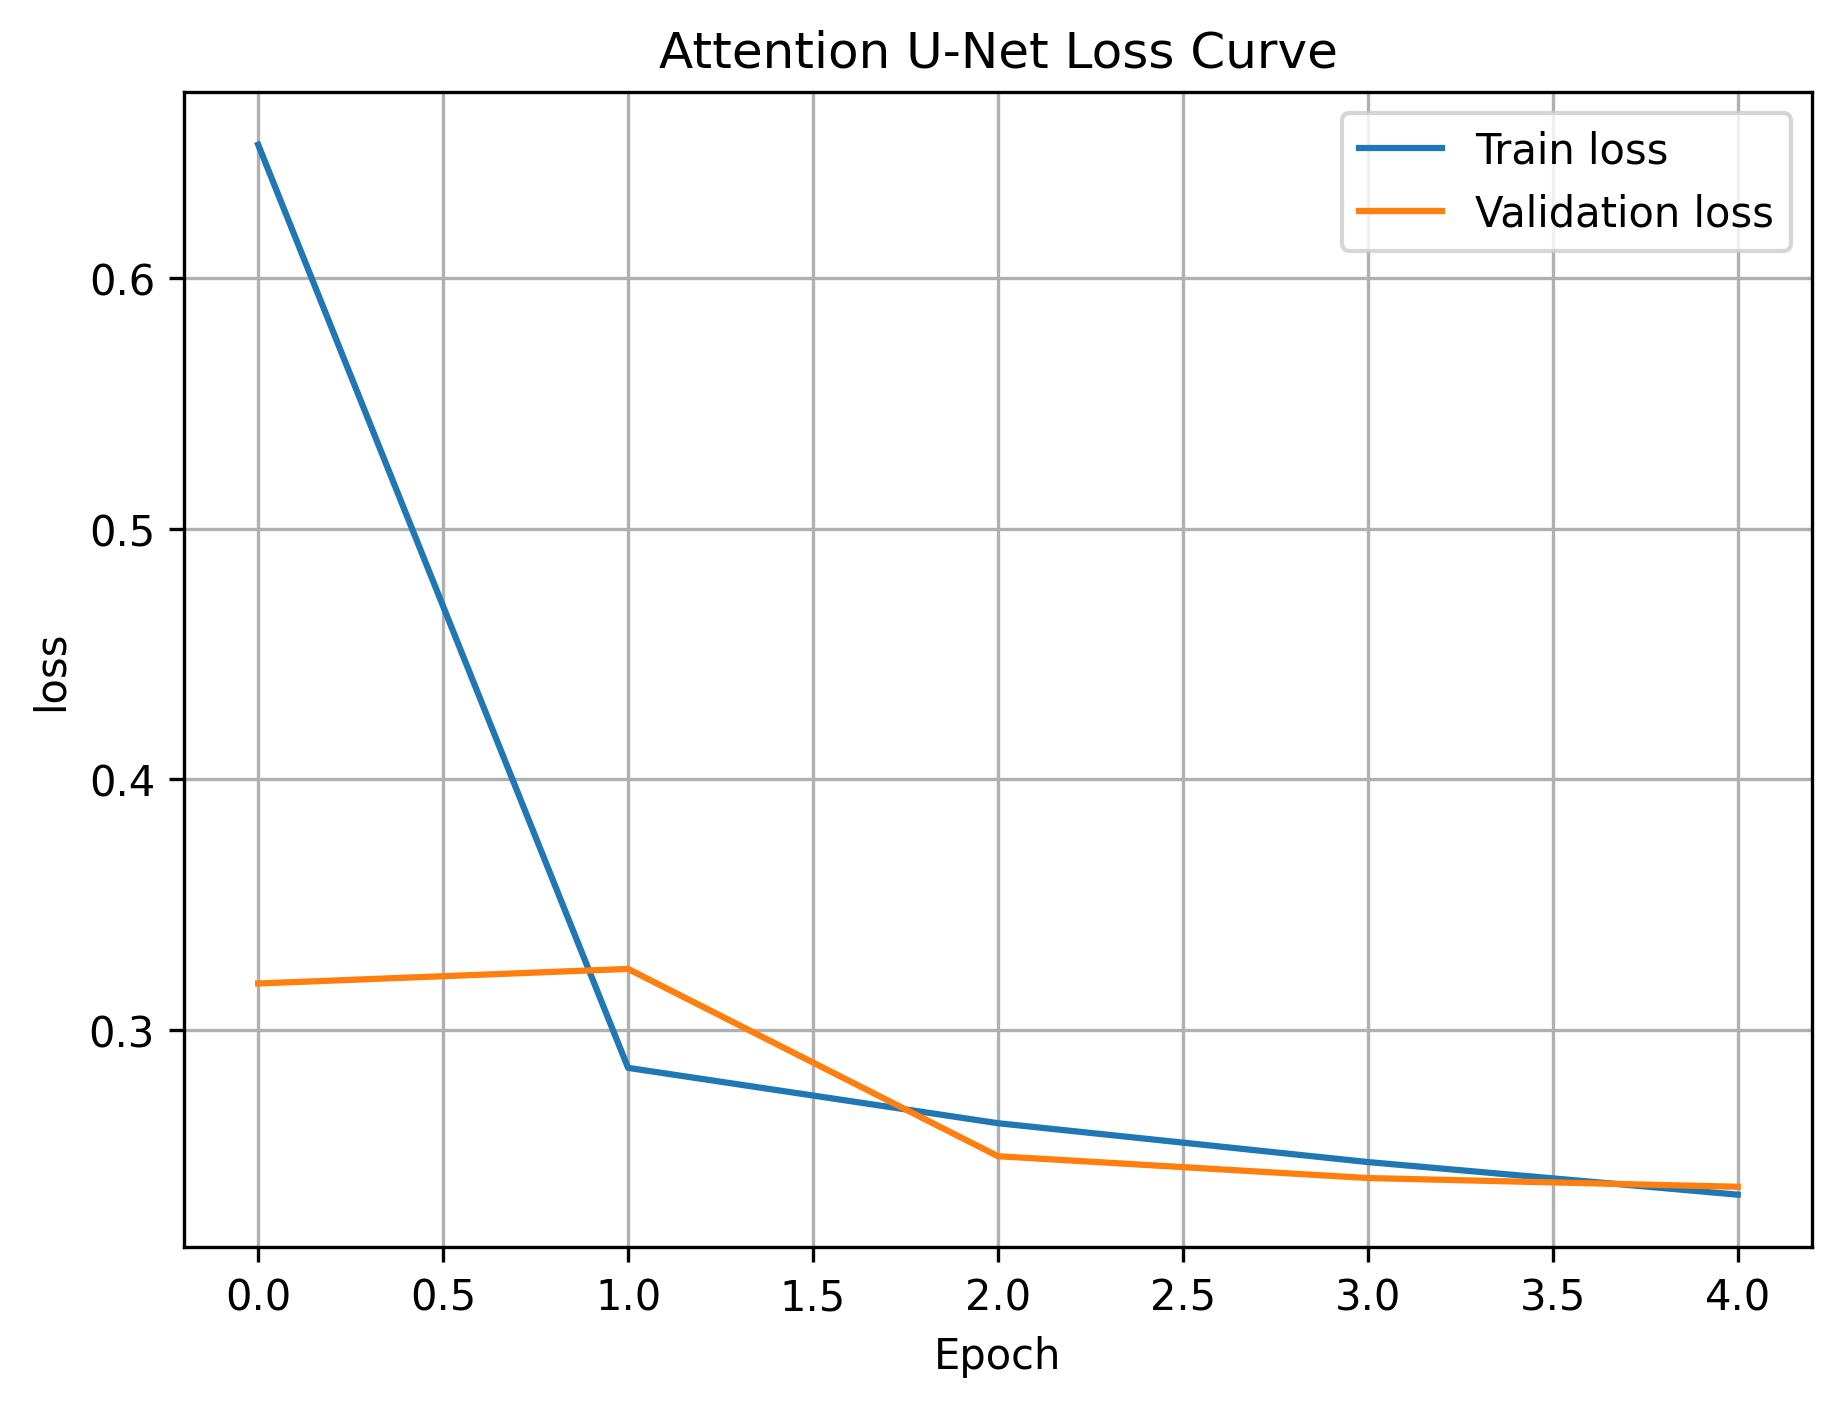 Attention U-Net Loss Curve
Train loss
Validation loss
0.6
0.5
0.4
0.3
loss
0.0 0.5 1.0 1.5 2.0 2.5 3.0 3.5 4.0
Epoch